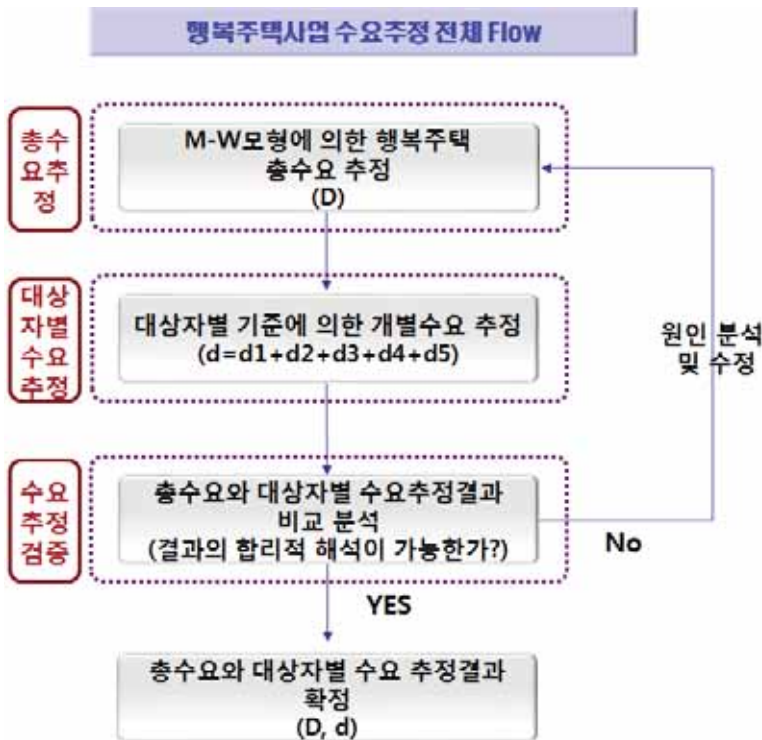 행복주택사업 수요추정 전체 Flow
총수
요추
정
M-W모형에 의한 행복주택
총수요 추정
(D)
대상
자별
수요
추정
대상자별 기준에 의한 개별수요 추정
(d=d1+d2+d3+d4+d5)
원인 분석
및 수정
수요
추정
검증
총수요와 대상자별 수요추정결과
비교 분석
(결과의 합리적 해석이 가능한가?)
No
YES
총수요와 대상자별 수요 추정결과
확정
(D, d)